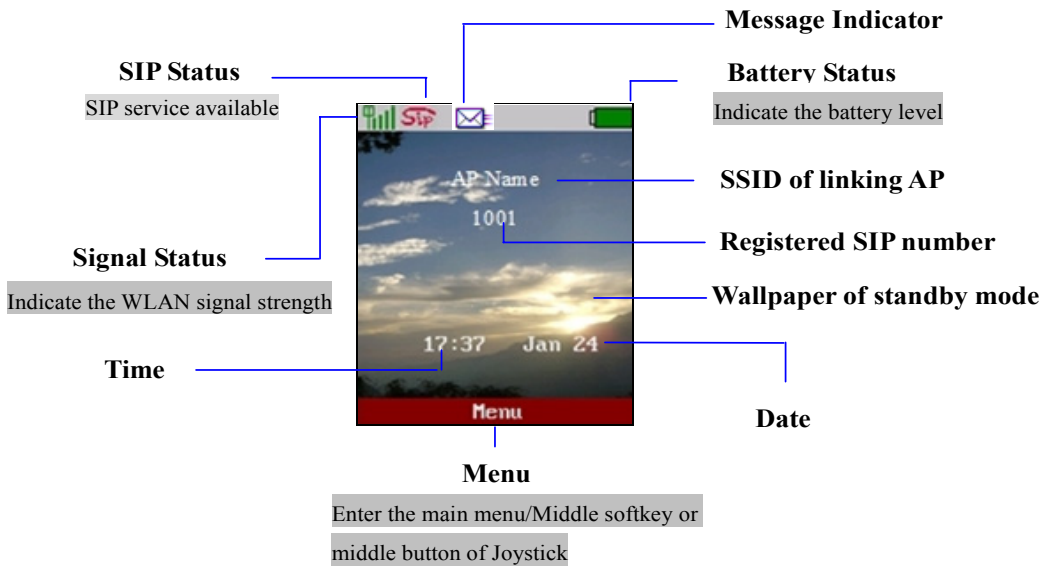 Message Indicator
SIP Status
SIP service available
Battery Status
Indicate the battery level
Sip
AP Name
SSID of linking AP
1001
Registered SIP number
Signal Status
Indicate the WLAN signal strength
Wallpaper of standby mode
17:37 Jan 24
Time
Menu
Date
Menu
Enter the main menu/Middle softkey or
middle button of Joystick